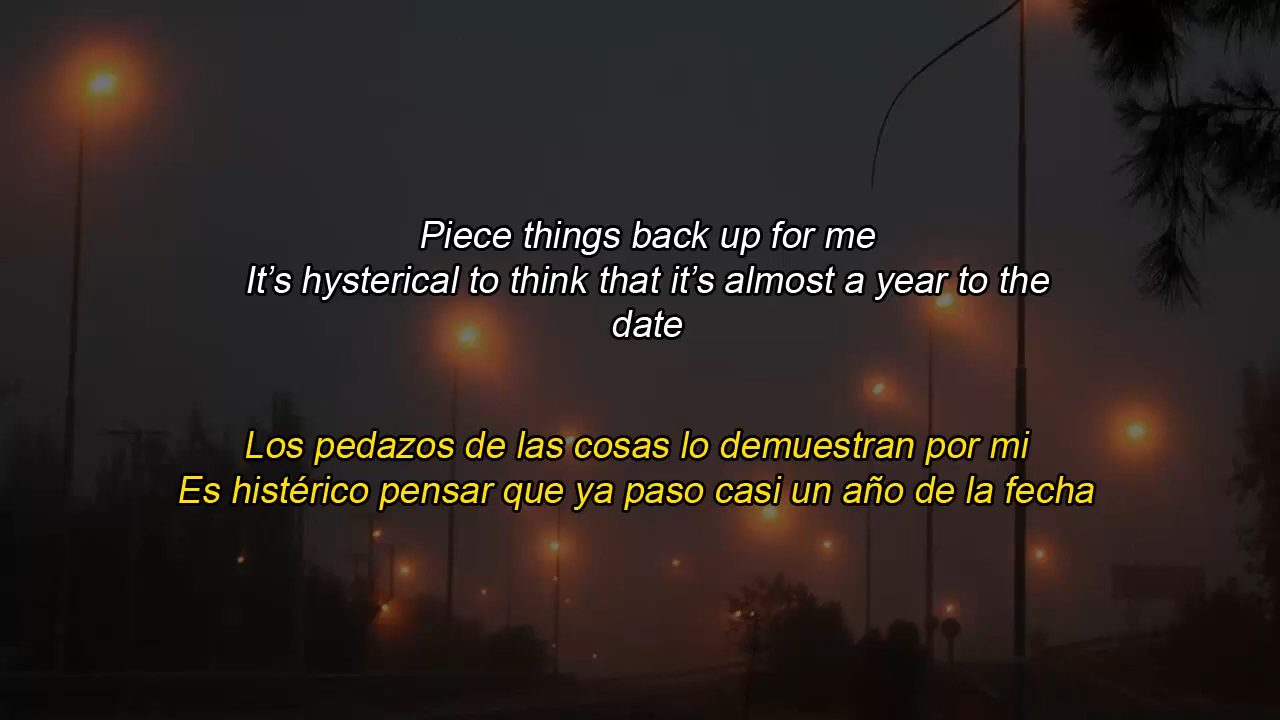 Piece things back up for me
It’s hysterical to think that it’s almost a year to the
date
Los pedazos de las cosas lo demuestran por mi
Es histérico pensar que ya paso casi un año de la fecha